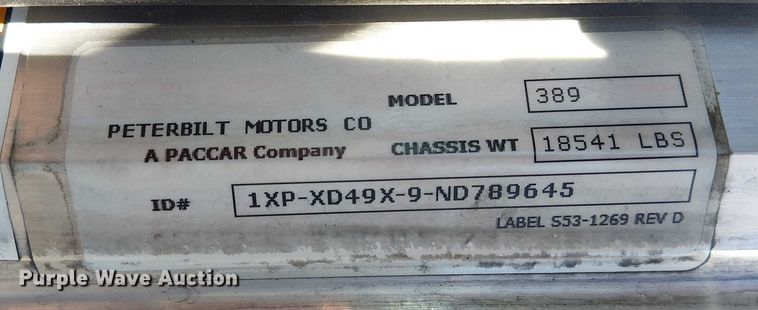 MODEL 389
PETERBILT MOTORS CO
A PACCAR Company CHASSIS WT 18541 LBS
ID# 1XP-XD49X-9-ND789645
LABEL S53-1269 REV D
Purple Wave Auction